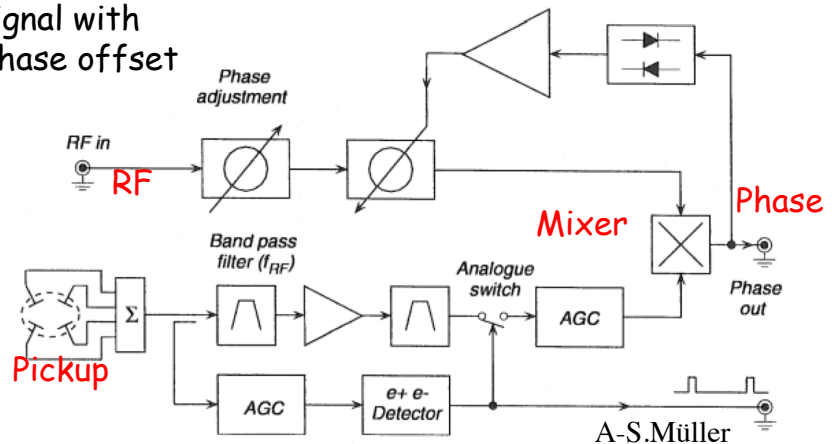 ignal with
hase offset
Phase
adjustment
RF in
RF
Mixer
Phase
Phase
out
Band pass
filter (fRF)
Analogue
switch
Σ
AGC
Pickup
AGC
e+ e-
Detector
A-S.Müller